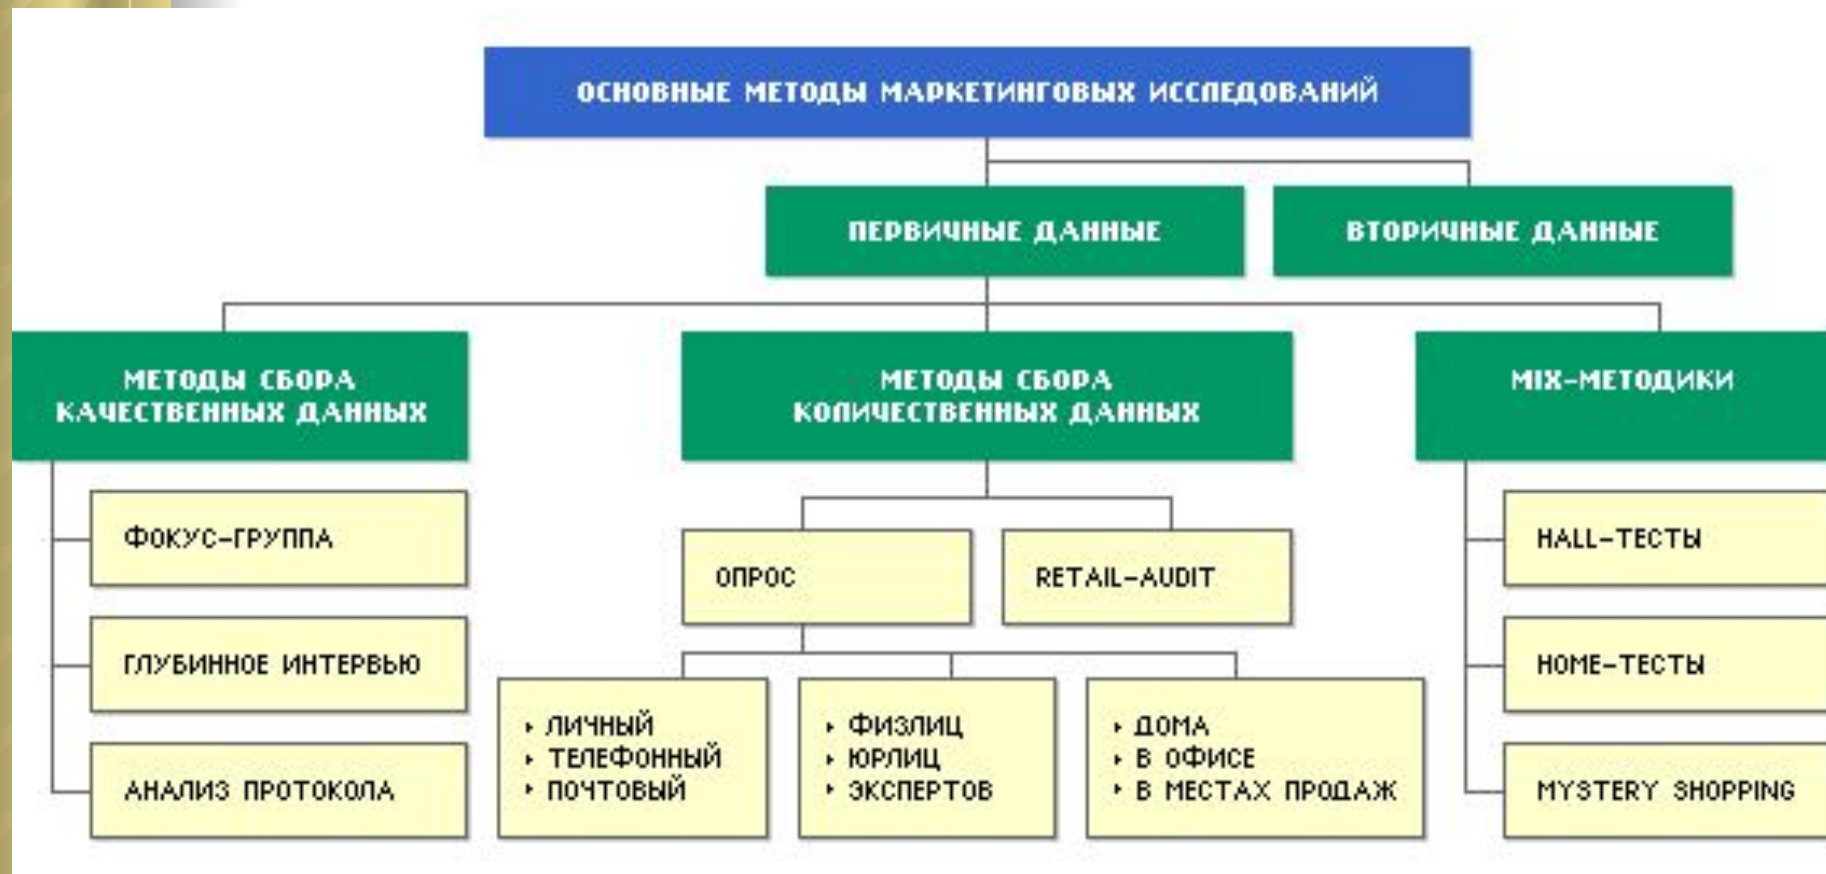 ОСНОВНЫЕ МЕТОДЫ МАРКЕТИНГОВЫХ ИССЛЕДОВАНИЙ
ПЕРВИЧНЫЕ ДАННЫЕ
ВТОРИЧНЫЕ ДАННЫЕ
МЕТОДЫ СБОРА
КАЧЕСТВЕННЫХ ДАННЫХ
МЕТОДЫ СБОРА
КОЛИЧЕСТВЕННЫХ ДАННЫХ
MIX-МЕТОДИКИ
ФОКУС-ГРУППА
ГЛУБИННОЕ ИНТЕРВЬЮ
АНАЛИЗ ПРОТОКОЛА
ОПРОС
RETAIL-AUDIT
ЛИЧНЫЙ
ТЕЛЕФОННЫЙ
ПОЧТОВЫЙ
ФИЗЛИЦ
ЮРЛИЦ
ЭКСПЕРТОВ
ДОМА
В ОФИСЕ
В МЕСТАХ ПРОДАЖ
HALL-ТЕСТЫ
HOME-ТЕСТЫ
MYSTERY SHOPPING